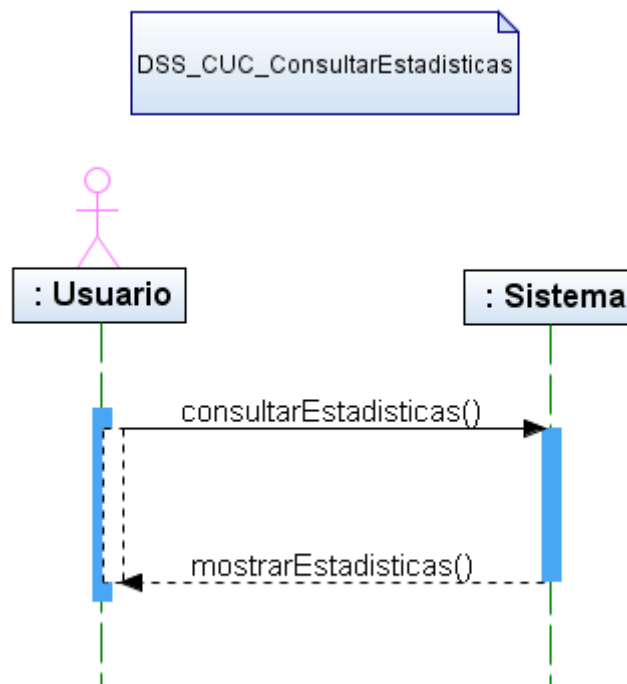 DSS_CUC_ConsultarEstadisticas
: Usuario
: Sistema
consultarEstadisticas()
mostrarEstadisticas()